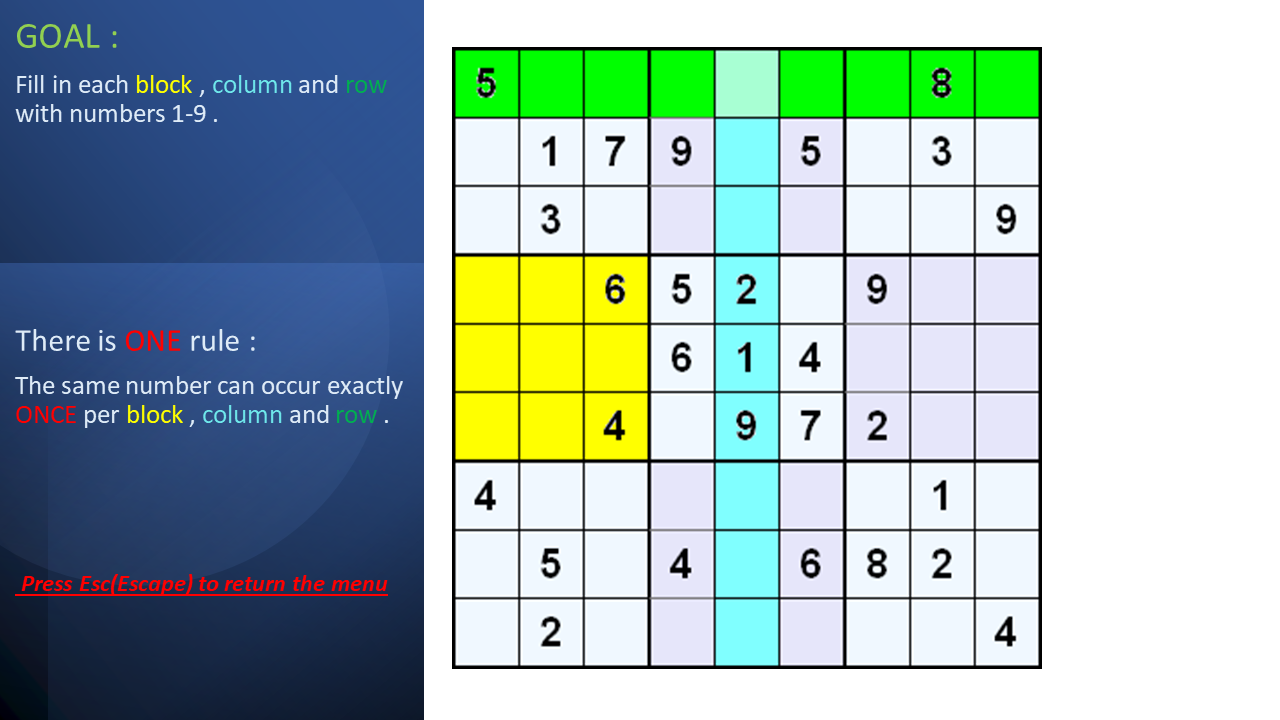 GOAL :
Fill in each block , column and row
with numbers 1-9 .
There is ONE rule :
The same number can occur exactly
ONCE per block , column and row .
Press Esc(Escape) to return the menu
5 8
1 7 9 5 3
3 9
6 5 2 9
6 1 4
4 9 7 2
4 1
5 4 6 8 2
2 4